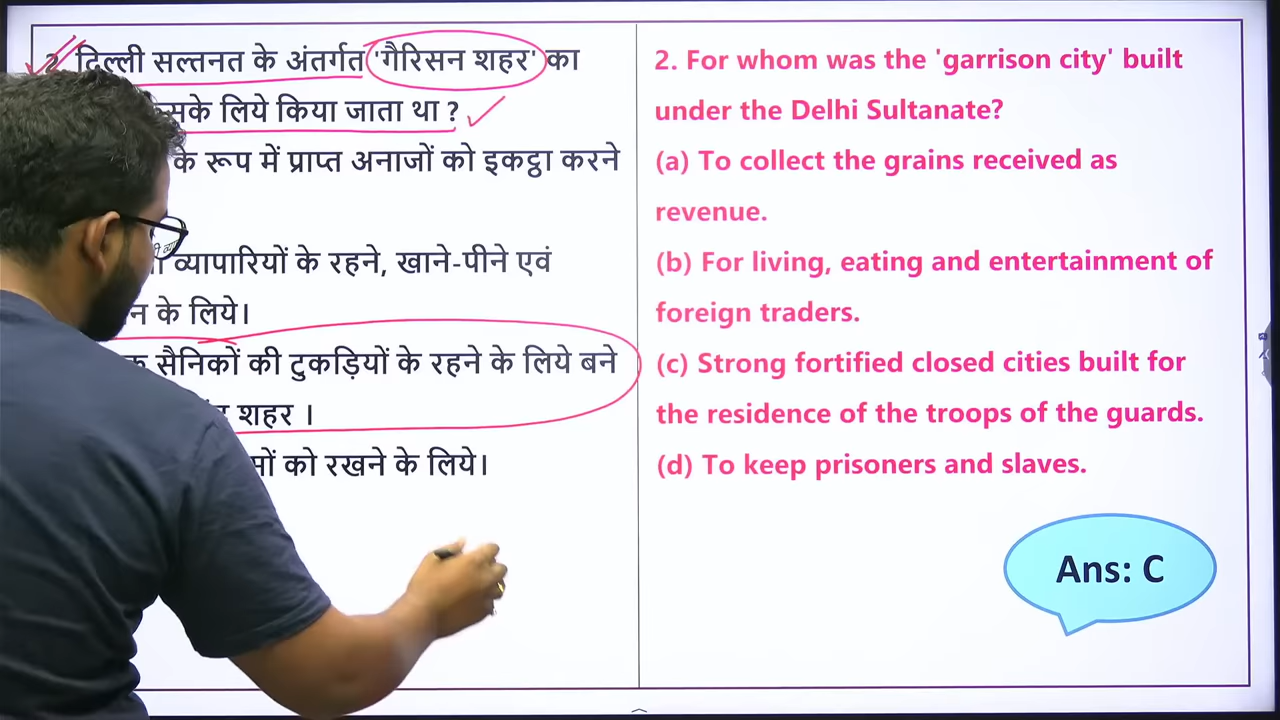 2. दिल्ली सल्तनत के अंतर्गत 'गैरिसन शहर' का
के लिये किया जाता था ?
के रूप में प्राप्त अनाजों को इकट्ठा करने
व्यापारियों के रहने, खाने-पीने एवं
के लिये।
सैनिकों की टुकड़ियों के रहने के लिये बने
शहर ।
को रखने के लिये।
2. For whom was the 'garrison city' built
under the Delhi Sultanate?
(a) To collect the grains received as
revenue.
(b) For living, eating and entertainment of
foreign traders.
(c) Strong fortified closed cities built for
the residence of the troops of the guards.
(d) To keep prisoners and slaves.
Ans: C